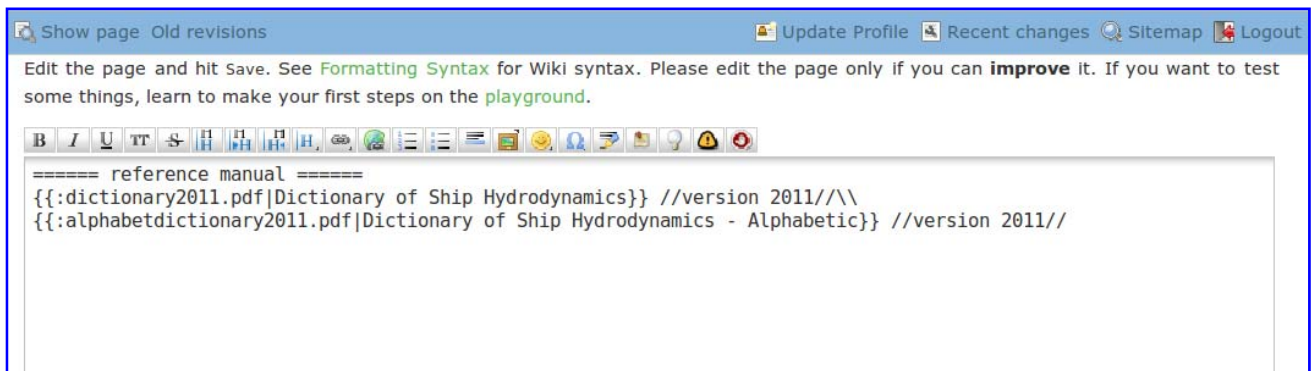 Show page Old revisions Update Profile Recent changes Sitemap Logout
Edit the page and hit Save. See Formatting Syntax for Wiki syntax. Please edit the page only if you can improve it. If you want to test
some things, learn to make your first steps on the playground.
B I U TT S H H H H, Ω
====== reference manual ======
{{:dictionary2011.pdf|Dictionary of Ship Hydrodynamics}} //version 2011//\\
{{:alphabetdictionary2011.pdf|Dictionary of Ship Hydrodynamics - Alphabetic}} //version 2011//